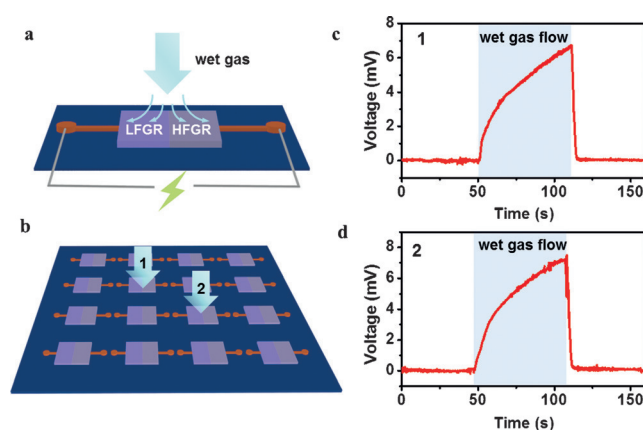 a
wet gas
LFGR HFGR
b
1
2
c
1
wet gas flow
Voltage (mV)
8
6
4
2
0
0 50 100 150
Time (s)
d
2
wet gas flow
Voltage (mV)
8
6
4
2
0
0 50 100 150
Time (s)